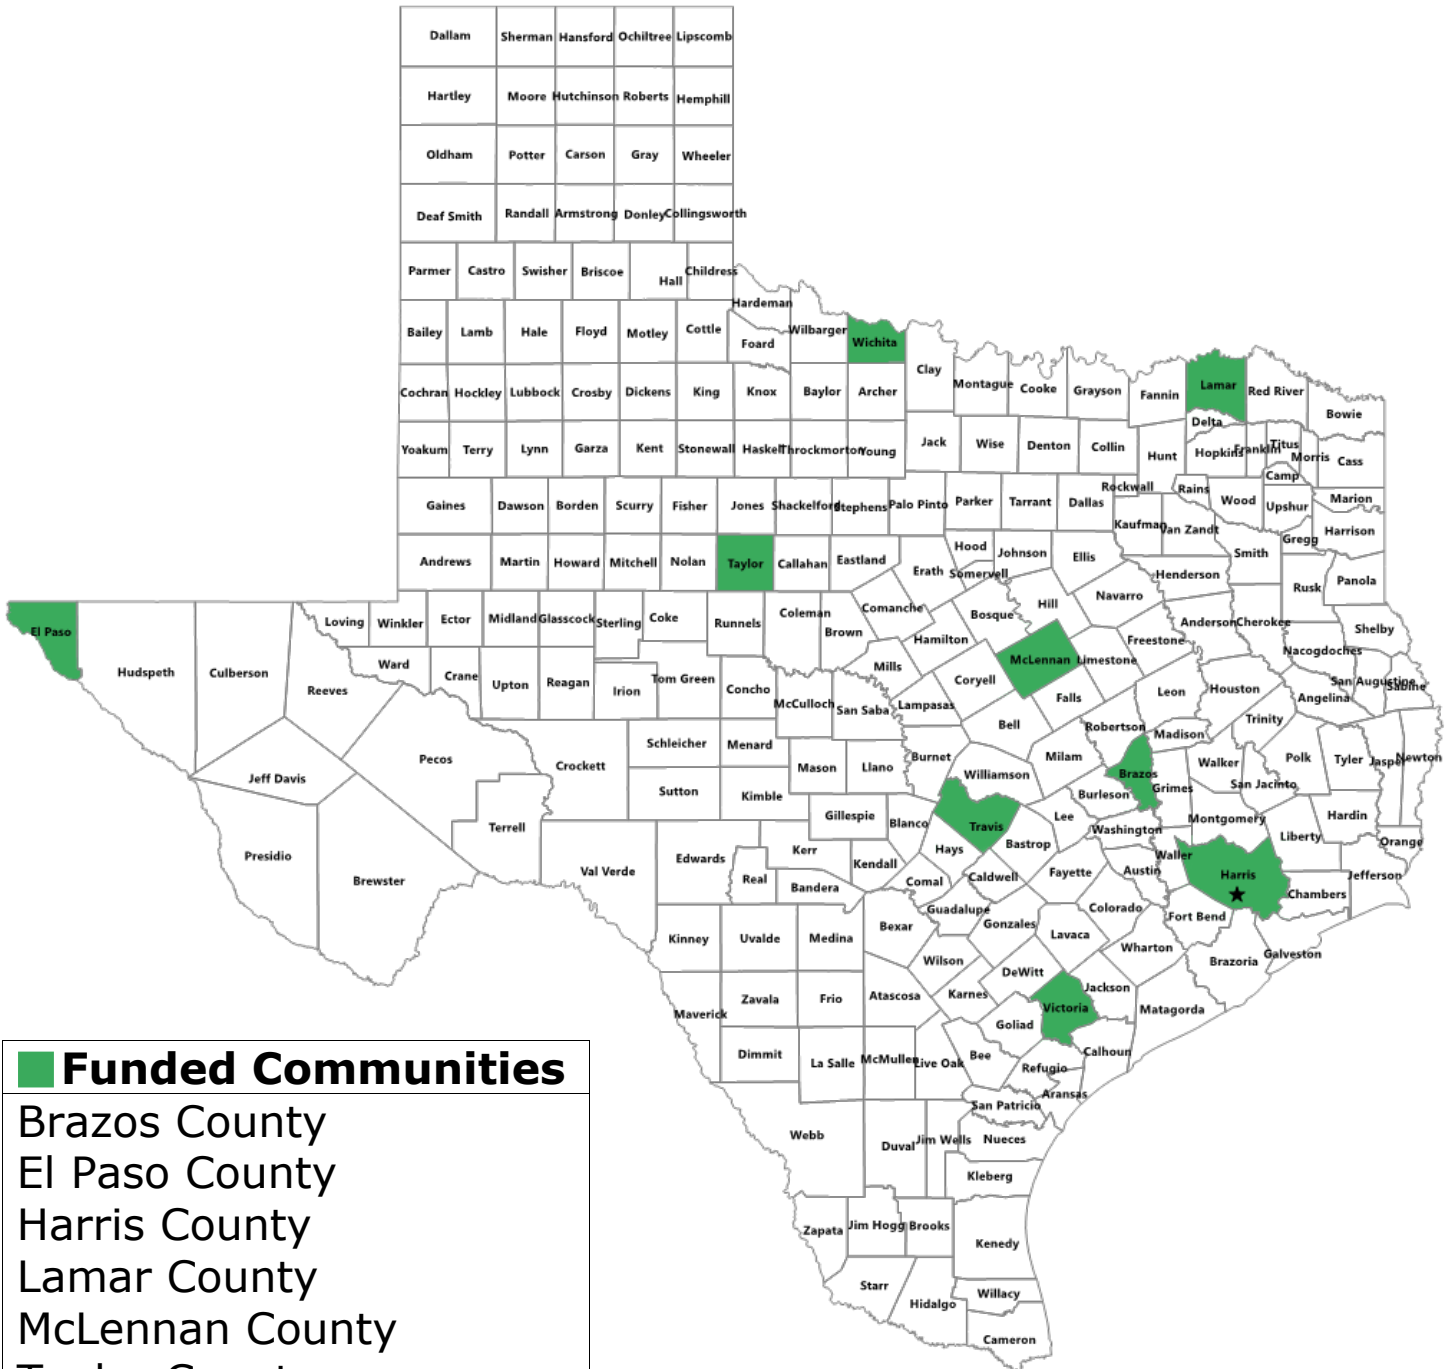 Dallam Sherman Hansford Ochiltree Lipscomb
Hartley Moore Hutchinson Roberts Hemphill
Oldham Potter Carson Gray Wheeler
Deaf Smith Randall Armstrong Donley Collingsworth
Parmer Castro Swisher Briscoe Hall Childress
Hardeman
Bailey Lamb Hale Floyd Motley Cottle Foard Wilbarger Wichita
Clay
Cochran Hockley Lubbock Crosby Dickens King Knox Baylor Archer Montague Cooke Grayson Fannin Lamar Red River
Bowie
Delta
Yoakum Terry Lynn Garza Kent Stonewall Haskell Throckmorton Young Jack Wise Denton Collin Hunt Hopkins Franklin Titus Morris Cass
Camp
Rockwall Rains Wood Upshur Marion
Gaines Dawson Borden Scurry Fisher Jones Shackelford Stephens Palo Pinto Parker Tarrant Dallas
Kaufman Van Zandt Gregg Harrison
Andrews Martin Howard Mitchell Nolan Taylor Callahan Eastland Erath Hood Somervell Johnson Ellis Henderson Smith Rusk Panola
El Paso Hudspeth Culberson Reeves Loving Winkler Ector Midland Glasscock Sterling Coke Runnels Coleman Brown Comanche Hamilton Bosque Hill Navarro Freestone Anderson Cherokee Nacogdoches Shelby
Ward Crane Upton Reagan Irion Tom Green Concho McCulloch San Saba Mills Lampasas Coryell McLennan Limestone Falls Leon Houston Angelina San Augustine Sabine
Jeff Davis Pecos Crockett Schleicher Menard Mason Llano Burnet Bell Williamson Milam Robertson Madison Trinity Walker Polk Tyler Jasper Newton
Sutton Kimble Gillespie Blanco Travis Lee Burleson Brazos Grimes San Jacinto Hardin
Presidio Brewster Terrell Val Verde Edwards Real Kerr Bandera Kendall Hays Comal Bastrop Caldwell Fayette Washington Austin Waller Montgomery Harris Liberty Chambers Jefferson Orange
Kinney Uvalde Medina Bexar Guadalupe Wilson Gonzales Lavaca Colorado Wharton Fort Bend Brazoria Galveston
Maverick Zavala Frio Atascosa Karnes DeWitt Victoria Jackson Matagorda
Dimmit La Salle McMullen Live Oak Bee Goliad Refugio Calhoun
Aransas
San Patricio
Webb Duval Jim Wells Nueces
Kleberg
Zapata Jim Hogg Brooks Kenedy
Starr Hidalgo Willacy
Cameron
Funded Communities
Brazos County
El Paso County
Harris County
Lamar County
McLennan County